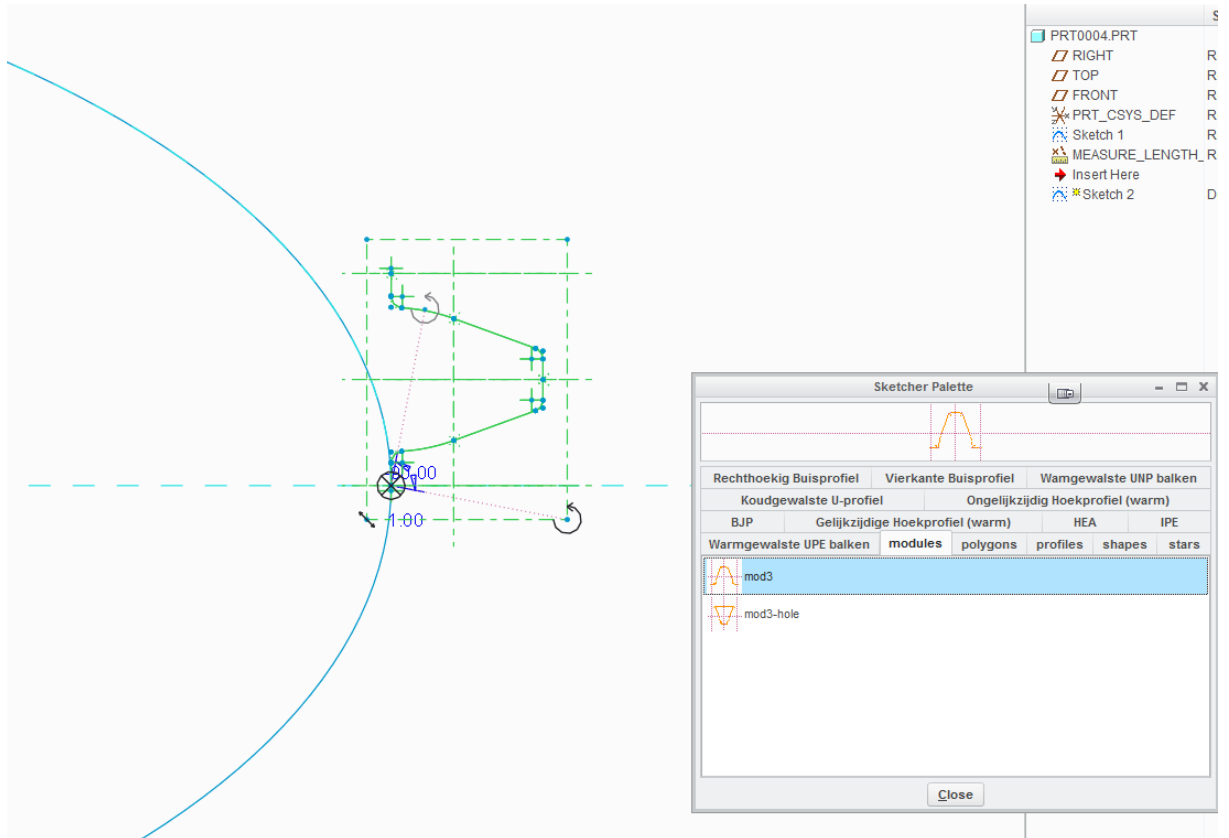 S
PRT0004.PRT
RIGHT R
TOP R
FRONT R
PRT_CSYS_DEF R
Sketch 1 R
MEASURE_LENGTH_ R
Insert Here
Sketch 2 D
1.00
Sketcher Palette
Rechthoekig Buisprofiel Vierkante Buisprofiel Wamgewalste UNP balken
Koudgewalste U-profiel Ongelijkzijdig Hoekprofiel (warm)
BJP Gelijkzijdige Hoekprofiel (warm) HEA IPE
Warmgewalste UPE balken modules polygons profiles shapes stars
mod3
mod3-hole
Close